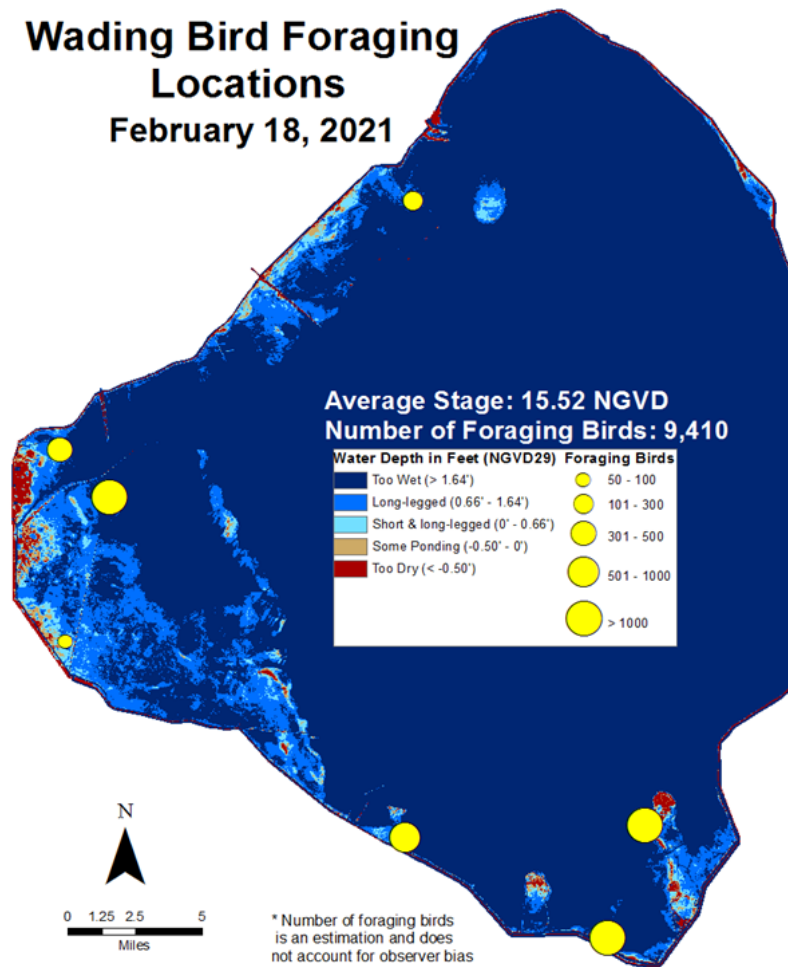 Wading Bird Foraging
Locations
February 18, 2021
Average Stage: 15.52 NGVD
Number of Foraging Birds: 9,410
Water Depth in Feet (NGVD29)
Too Wet (> 1.64')
Long-legged (0.66' - 1.64')
Short & long-legged (0' - 0.66')
Some Ponding (-0.50' - 0')
Too Dry (< -0.50')
Foraging Birds
50 - 100
101 - 300
301 - 500
501 - 1000
> 1000
N
0 1.25 2.5 5
Miles
* Number of foraging birds
is an estimation and does
not account for observer bias